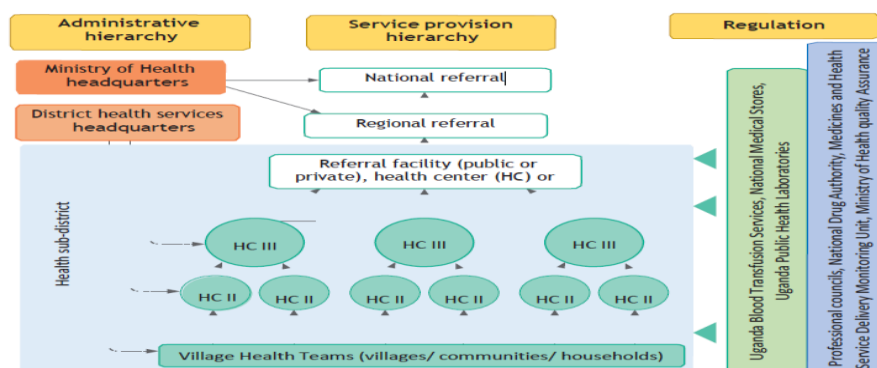 Administrative
hierarchy
Service provision
hierarchy
Regulation
Ministry of Health
headquarters
National referral
District health services
headquarters
Regional referral
Referral facility (public or
private), health center (HC) or
Health sub-district
HC III
HC III
HC III
HC II
HC II
HC II
HC II
HC II
HC II
Village Health Teams (villages/ communities/ households)
Uganda Blood Transfusion Services, National Medical Stores,
Uganda Public Health Laboratories
Professional councils, National Drug Authority, Medicines and Health
Service Delivery Monitoring Unit, Ministry of Health quality Assurance